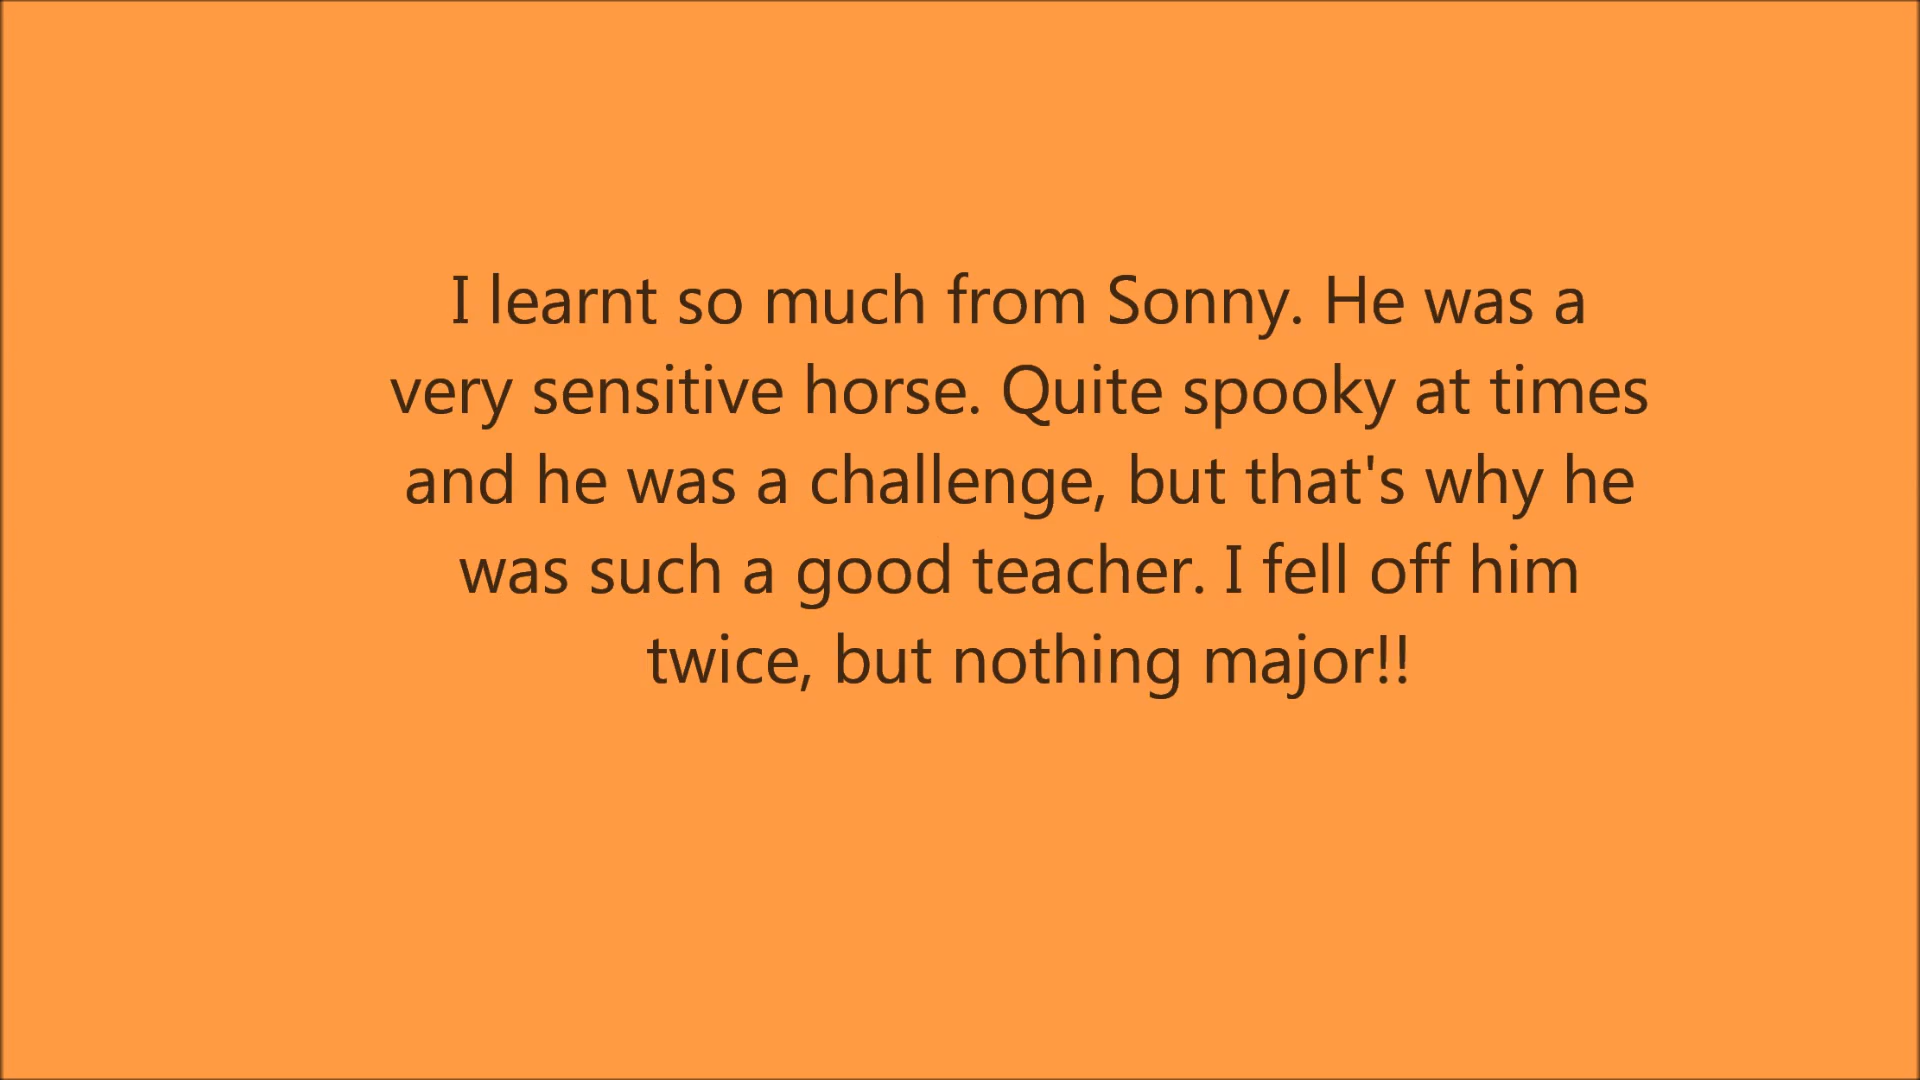 I learnt so much from Sonny. He was a
very sensitive horse. Quite spooky at times
and he was a challenge, but that's why he
was such a good teacher. I fell off him
twice, but nothing major!!